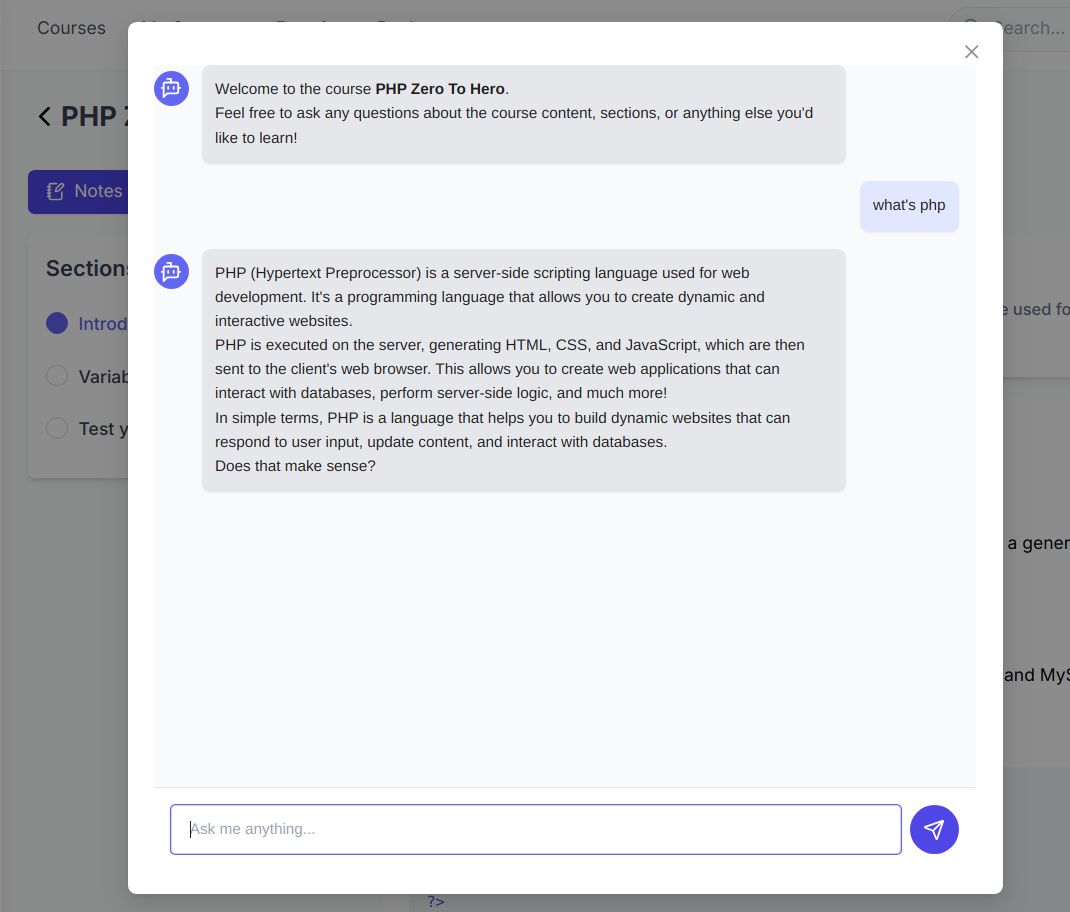 Courses
Search...
PHP
Notes
Sections
Welcome to the course PHP Zero To Hero.
Feel free to ask any questions about the course content, sections, or anything else you'd
like to learn!
what's php
PHP (Hypertext Preprocessor) is a server-side scripting language used for web
development. It's a programming language that allows you to create dynamic and
interactive websites.
PHP is executed on the server, generating HTML, CSS, and JavaScript, which are then
sent to the client's web browser. This allows you to create web applications that can
interact with databases, perform server-side logic, and much more!
In simple terms, PHP is a language that helps you to build dynamic websites that can
respond to user input, update content, and interact with databases.
Does that make sense?
Introd
Variab
Test y
e used fo
a gener
and MyS
Ask me anything...
?>